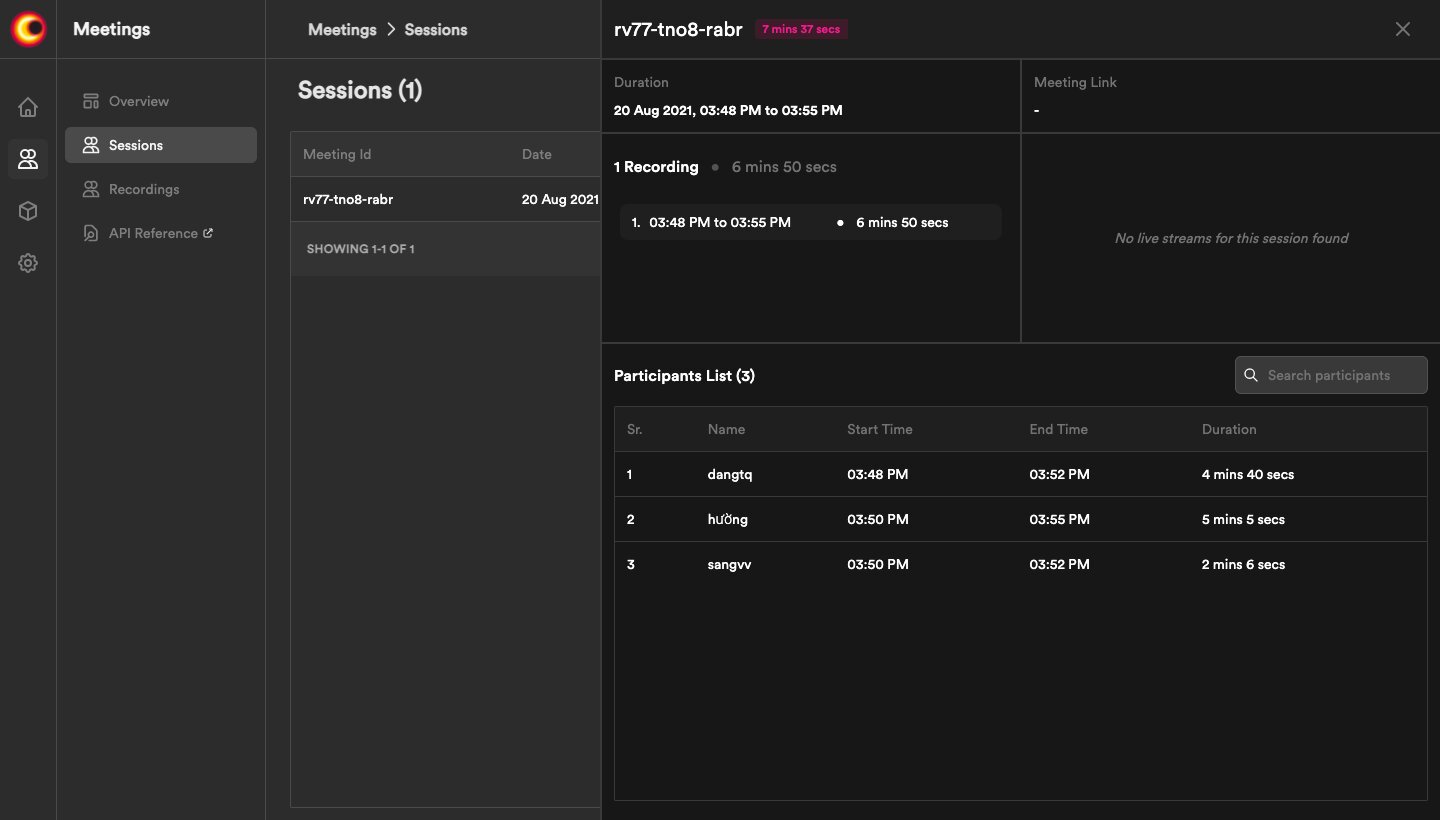 Meetings
Overview
Sessions
Recordings
API Reference
Meetings > Sessions
Sessions (1)
Meeting Id Date
rv77-tno8-rabr 20 Aug 2021
SHOWING 1-1 OF 1
rv77-tno8-rabr 7 mins 37 secs
Duration
20 Aug 2021, 03:48 PM to 03:55 PM
Meeting Link
-
1 Recording • 6 mins 50 secs
1. 03:48 PM to 03:55 PM • 6 mins 50 secs
No live streams for this session found
Participants List (3)
Search participants
Sr. Name Start Time End Time Duration
1 dangtq 03:48 PM 03:52 PM 4 mins 40 secs
2 hường 03:50 PM 03:55 PM 5 mins 5 secs
3 sangvv 03:50 PM 03:52 PM 2 mins 6 secs